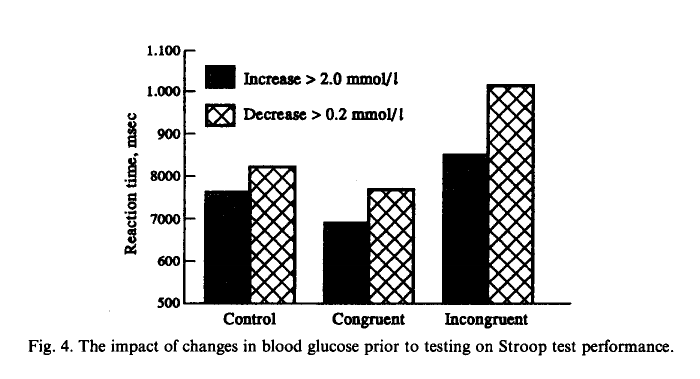 1.100
Increase > 2.0 mmol/l
1.000
Decrease > 0.2 mmol/l
900
8000
7000
600
500
Reaction time, msec
Control Congruent Incongruent
Fig. 4. The impact of changes in blood glucose prior to testing on Stroop test performance.